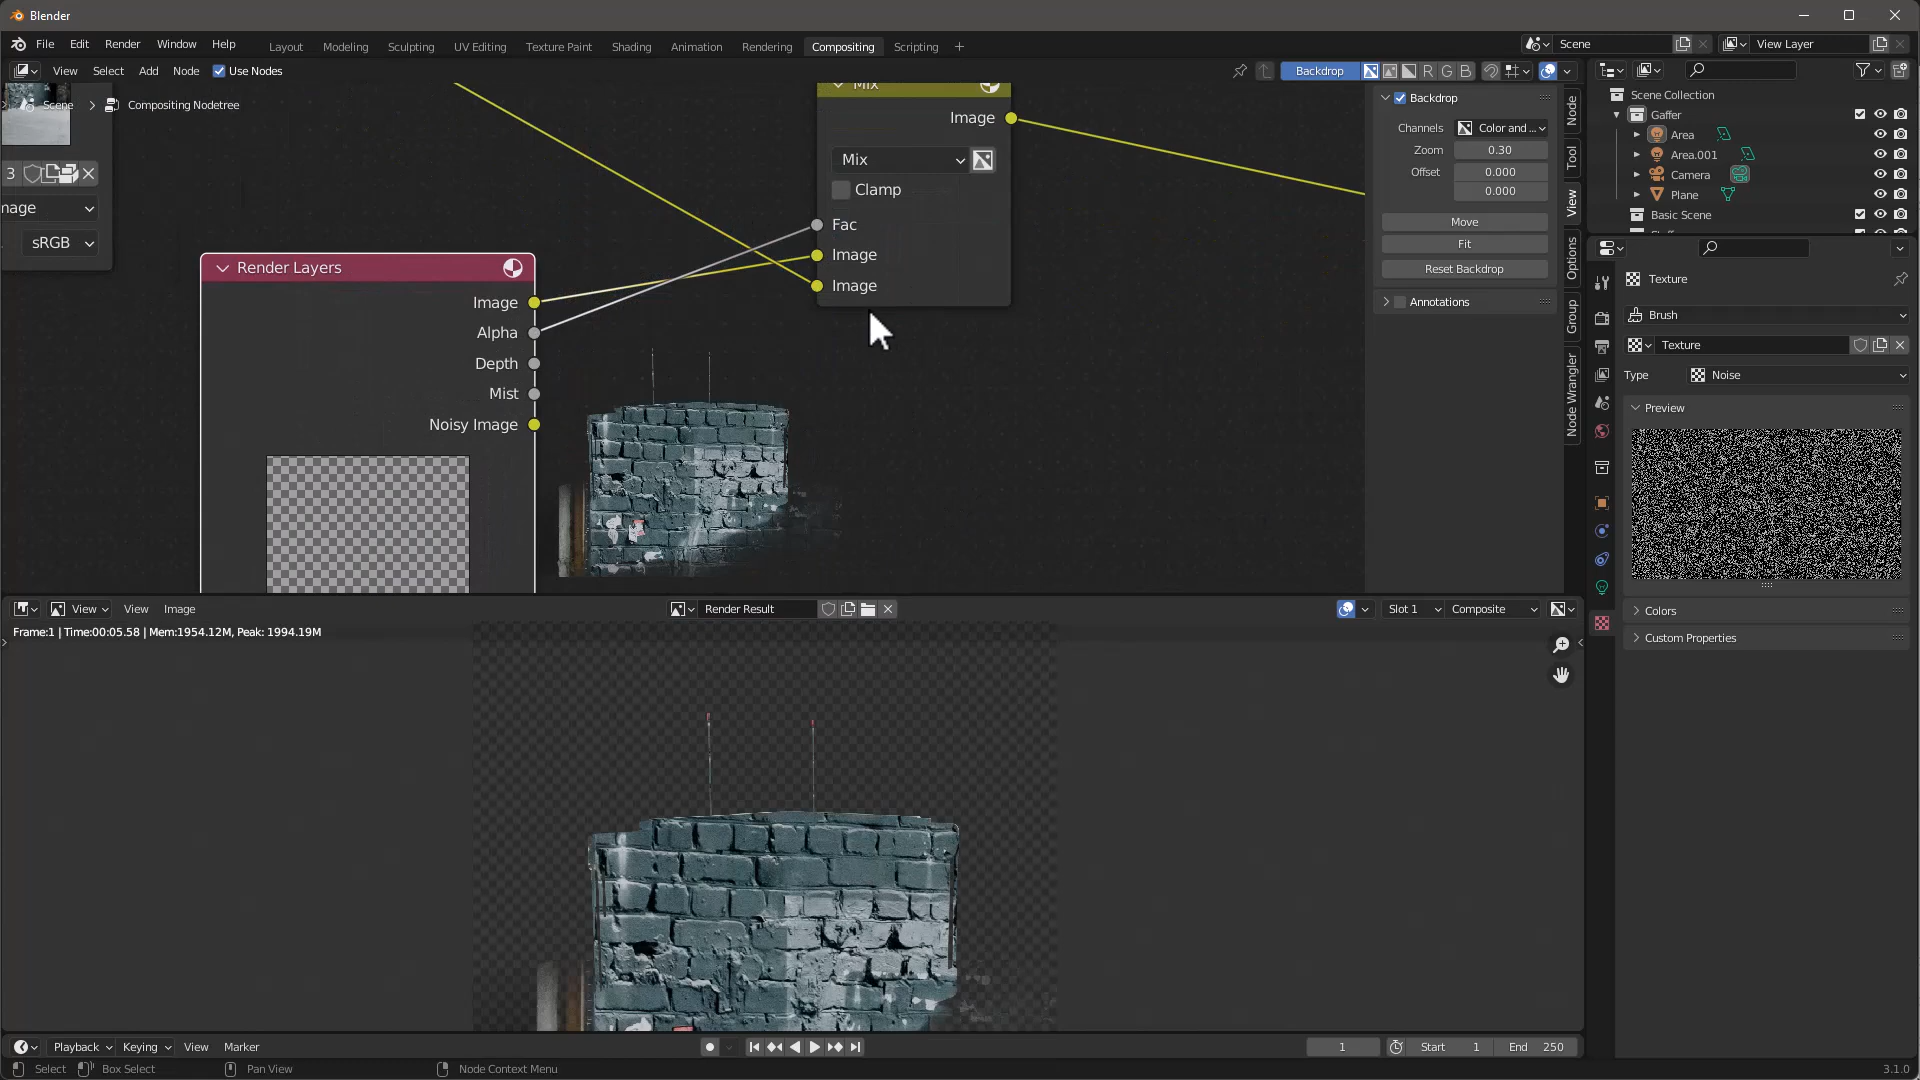 Blender
File Edit Render Window Help
Layout Modeling Sculpting UV Editing Texture Paint Shading Animation Rendering Compositing Scripting +
Scene
View Layer
View Select Add Node Use Nodes
Backdrop
R G B
Scene > Compositing Nodetree
3
mage
sRGB
Render Layers
Image
Alpha
Depth
Mist
Noisy Image
Mix
Image
Mix
Clamp
Fac
Image
Image
Backdrop
Channels Color and ...
Zoom 0.30
Offset 0.000
0.000
Move
Fit
Reset Backdrop
Annotations
Node
Tool
View
Options
Group
Node Wrangler
Scene Collection
Gaffer
Area
Area.001
Camera
Plane
Basic Scene
Texture
Brush
Texture
Type Noise
Preview
Colors
Custom Properties
View View Image
Render Result
Slot 1 Composite
Frame:1 | Time:00:05.58 | Mem:1954.12M, Peak: 1994.19M
Playback Keying View Marker
1 Start 1 End 250
Select Box Select Pan View Node Context Menu
3.1.0